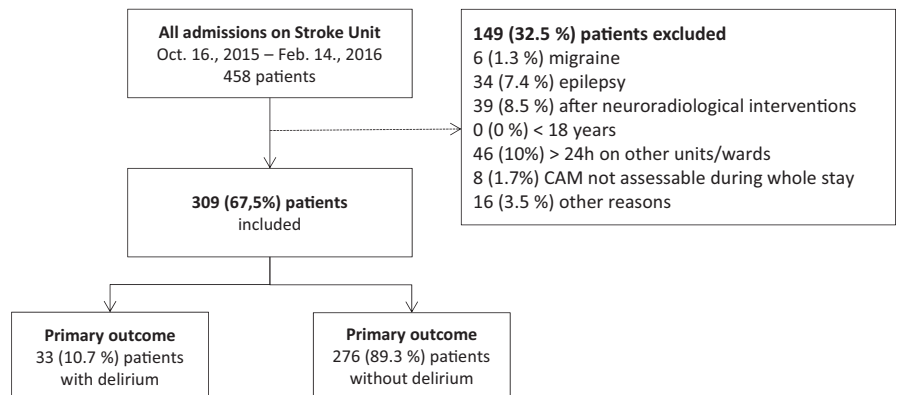 All admissions on Stroke Unit
Oct. 16., 2015 – Feb. 14., 2016
458 patients
149 (32.5 %) patients excluded
6 (1.3 %) migraine
34 (7.4 %) epilepsy
39 (8.5 %) after neuroradiological interventions
0 (0 %) < 18 years
46 (10%) > 24h on other units/wards
8 (1.7%) CAM not assessable during whole stay
16 (3.5 %) other reasons
309 (67,5%) patients
included
Primary outcome
33 (10.7 %) patients
with delirium
Primary outcome
276 (89.3 %) patients
without delirium